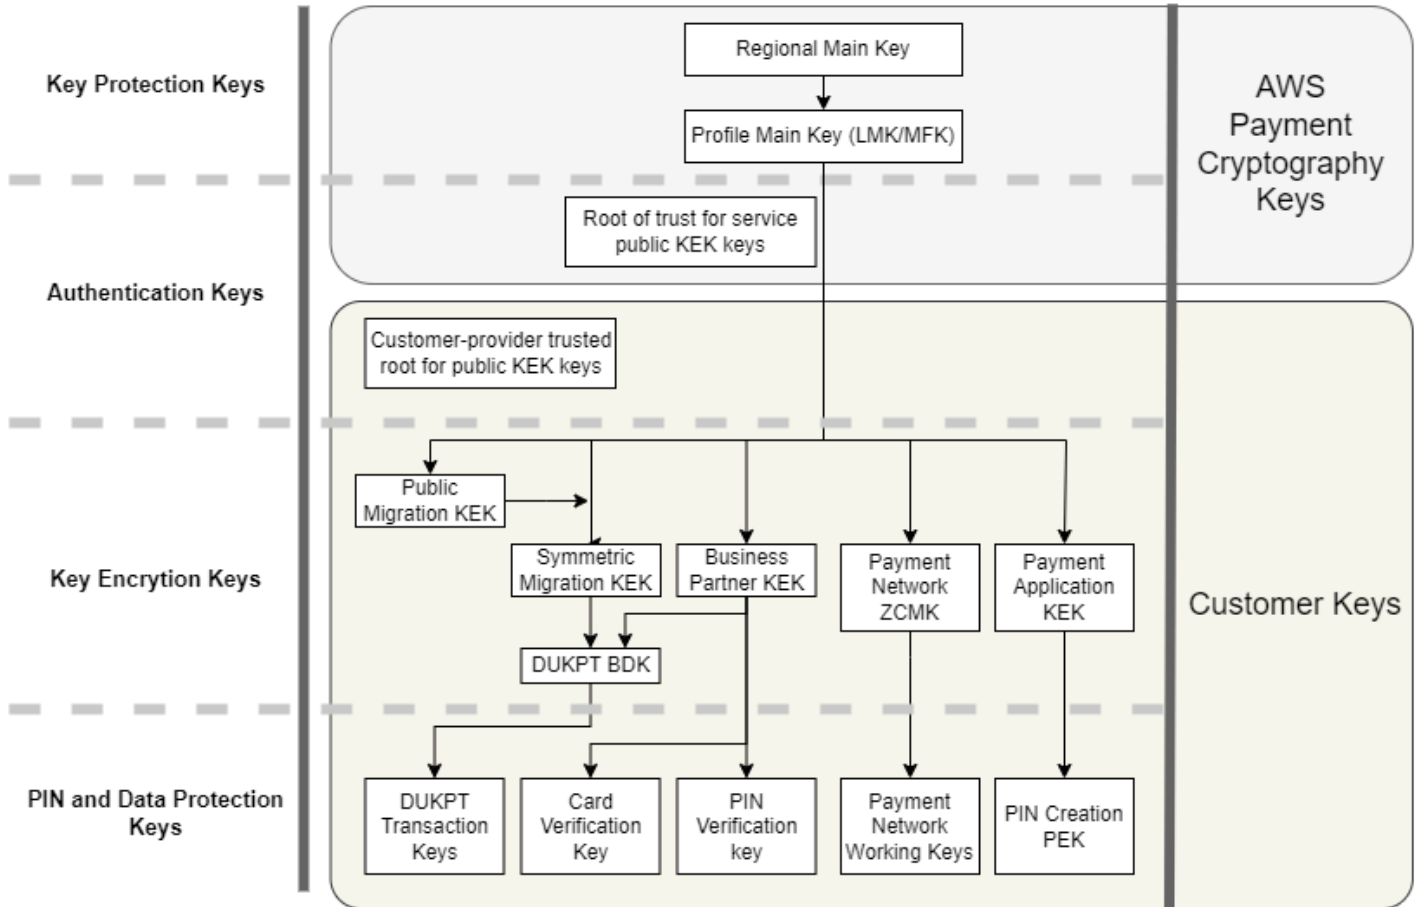 Regional Main Key
Key Protection Keys
Profile Main Key (LMK/MFK)
AWS
Payment
Cryptography
Keys
Root of trust for service
public KEK keys
Authentication Keys
Customer-provider trusted
root for public KEK keys
Public
Migration KEK
Key Encrytion Keys
Symmetric
Migration KEK
Business
Partner KEK
Payment
Network
ZCMK
Payment
Application
KEK
Customer Keys
DUKPT BDK
PIN and Data Protection
Keys
DUKPT
Transaction
Keys
Card
Verification
Key
PIN
Verification
key
Payment
Network
Working Keys
PIN Creation
PEK